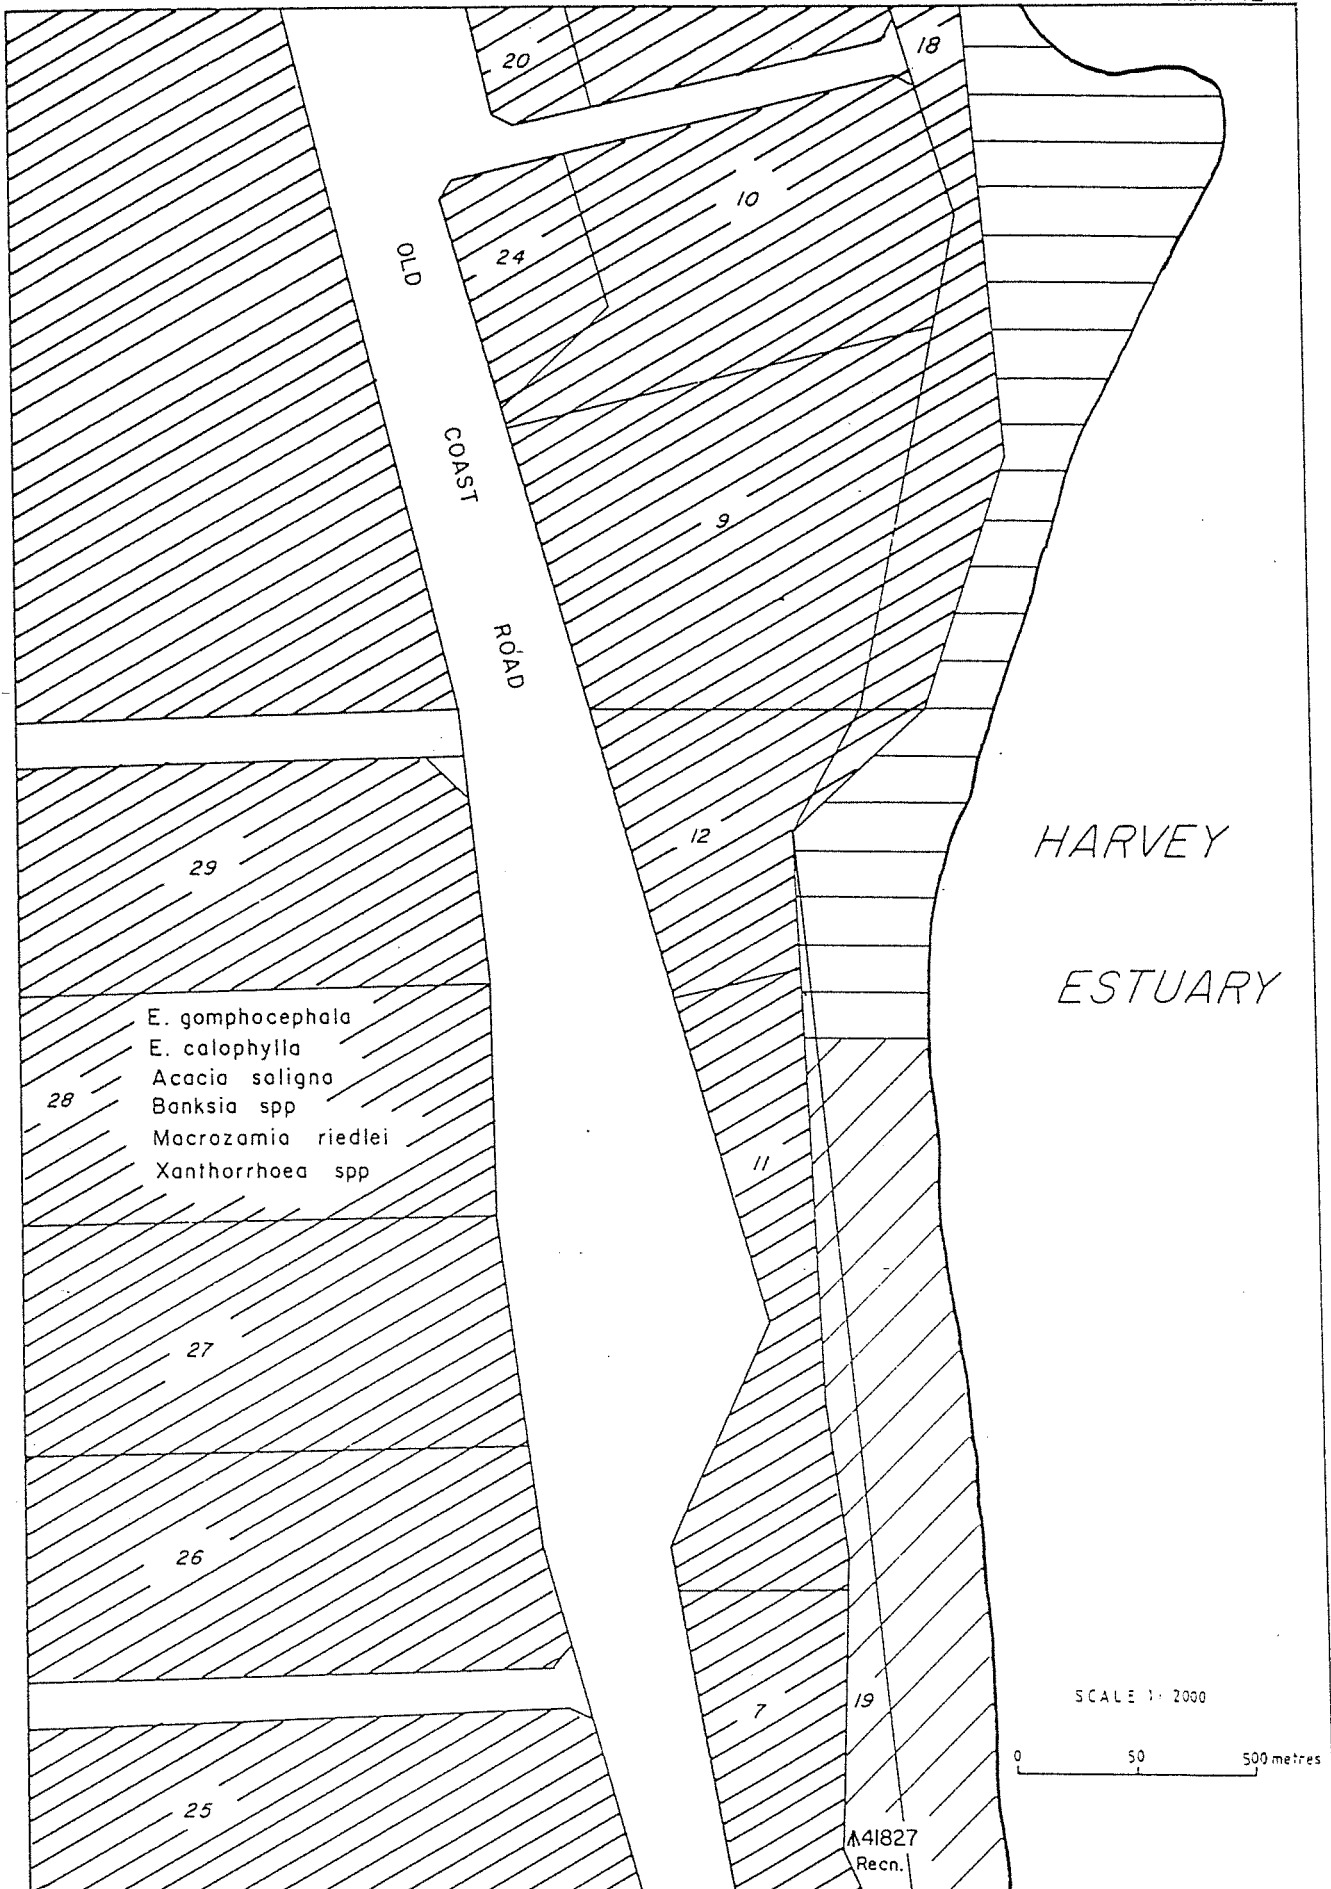 20
18
10
24
OLD
COAST
ROAD
9
12
HARVEY
ESTUARY
29
28
E. gomphocephala
E. calophylla
Acacia saligna
Banksia spp
Macrozamia riedlei
Xanthorrhoea spp
11
27
26
7
19
25
41827
Recn.
SCALE 1: 2000
0 50 500 metres